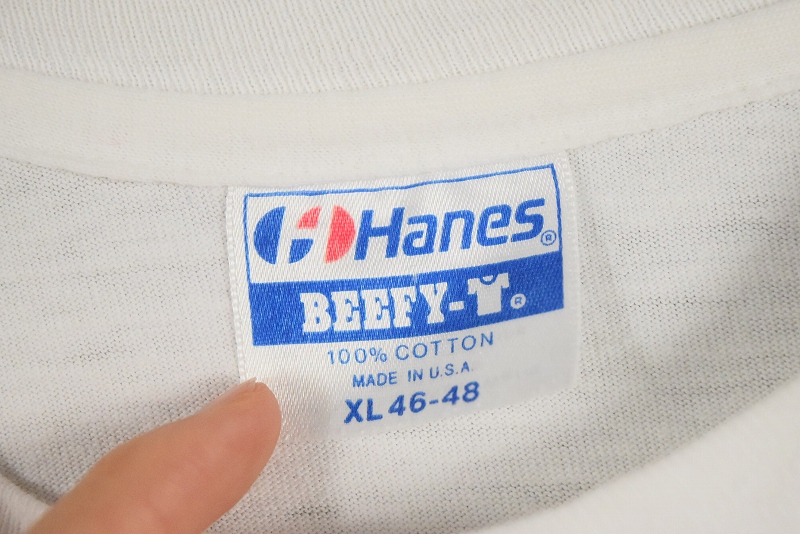 Hanes®
BEEFY-T®
100% COTTON
MADE IN U.S.A.
XL 46-48